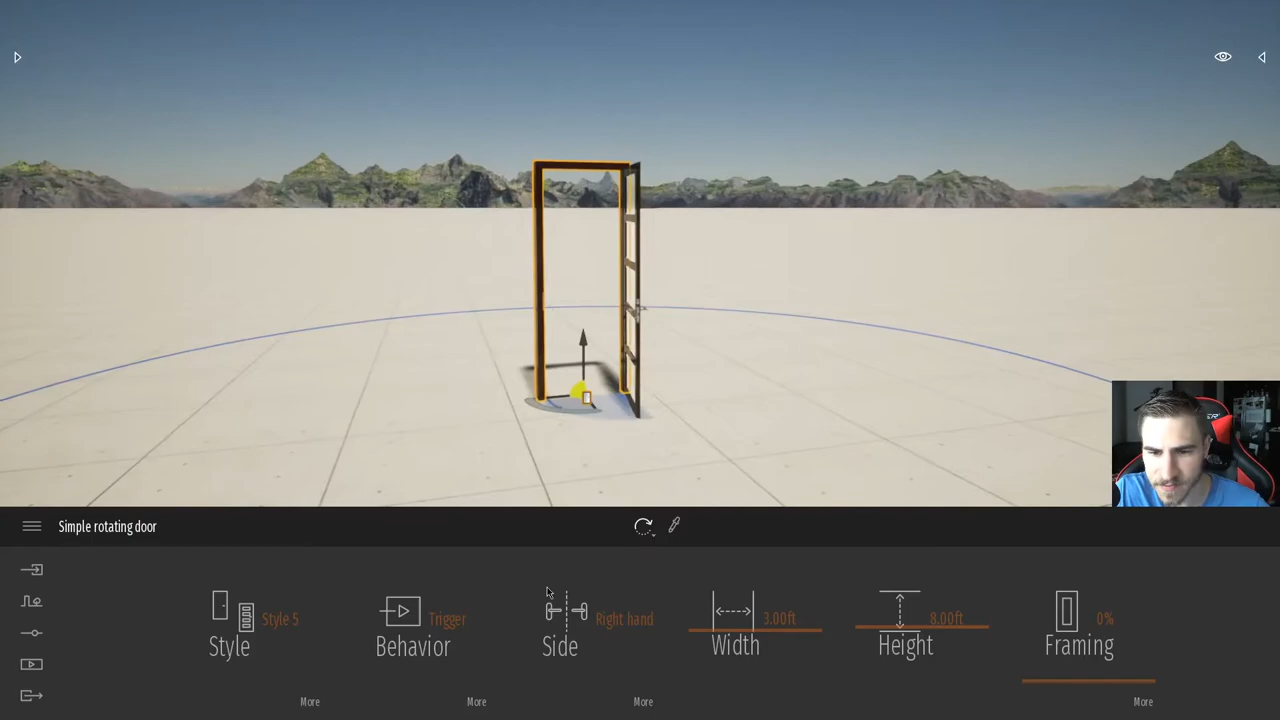 Simple rotating door
Style 5
Style
More
Trigger
Behavior
More
Right hand
Side
More
3.00ft
Width
8.00ft
Height
0%
Framing
More